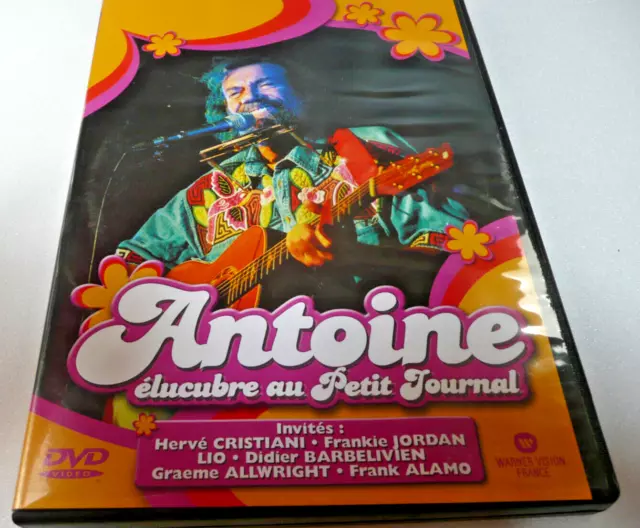 Antoine
élucubre au Petit Journal
Invités :
Hervé CRISTIANI • Frankie JORDAN
LIO • Didier BARBELIVIEN
Graeme ALLWRIGHT • Frank ALAMO
DVD
VIDEO
WARNER VISION
FRANCE